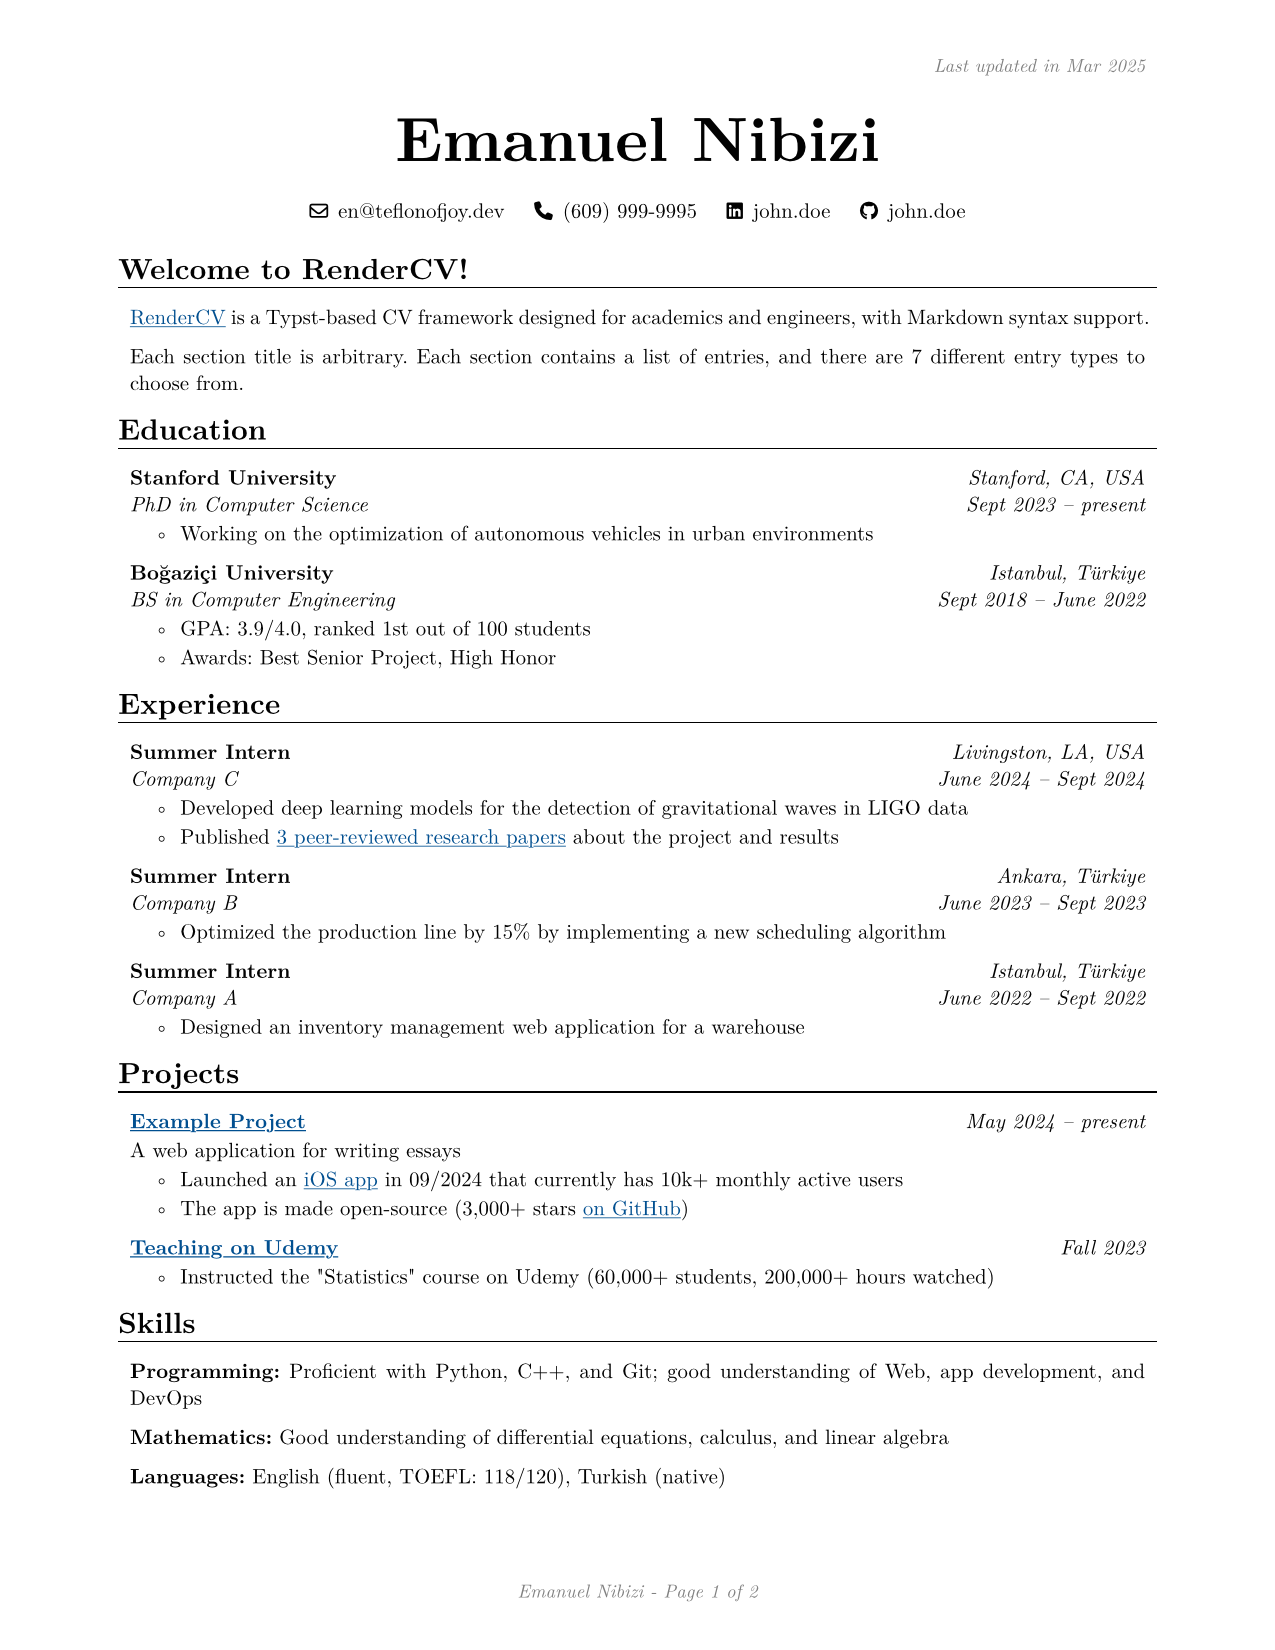 Last updated in Mar 2025
Emanuel Nibizi
en@teflonofjoy.dev (609) 999-9995 john.doe john.doe
Welcome to RenderCV!
RenderCV is a Typst-based CV framework designed for academics and engineers, with Markdown syntax support.
Each section title is arbitrary. Each section contains a list of entries, and there are 7 different entry types to
choose from.
Education
Stanford University Stanford, CA, USA
PhD in Computer Science Sept 2023 – present
◦ Working on the optimization of autonomous vehicles in urban environments
Boğaziçi University Istanbul, Türkiye
BS in Computer Engineering Sept 2018 – June 2022
◦ GPA: 3.9/4.0, ranked 1st out of 100 students
◦ Awards: Best Senior Project, High Honor
Experience
Summer Intern Livingston, LA, USA
Company C June 2024 – Sept 2024
◦ Developed deep learning models for the detection of gravitational waves in LIGO data
◦ Published 3 peer-reviewed research papers about the project and results
Summer Intern Ankara, Türkiye
Company B June 2023 – Sept 2023
◦ Optimized the production line by 15% by implementing a new scheduling algorithm
Summer Intern Istanbul, Türkiye
Company A June 2022 – Sept 2022
◦ Designed an inventory management web application for a warehouse
Projects
Example Project May 2024 – present
A web application for writing essays
◦ Launched an iOS app in 09/2024 that currently has 10k+ monthly active users
◦ The app is made open-source (3,000+ stars on GitHub)
Teaching on Udemy Fall 2023
◦ Instructed the "Statistics" course on Udemy (60,000+ students, 200,000+ hours watched)
Skills
Programming: Proficient with Python, C++, and Git; good understanding of Web, app development, and
DevOps
Mathematics: Good understanding of differential equations, calculus, and linear algebra
Languages: English (fluent, TOEFL: 118/120), Turkish (native)
Emanuel Nibizi - Page 1 of 2